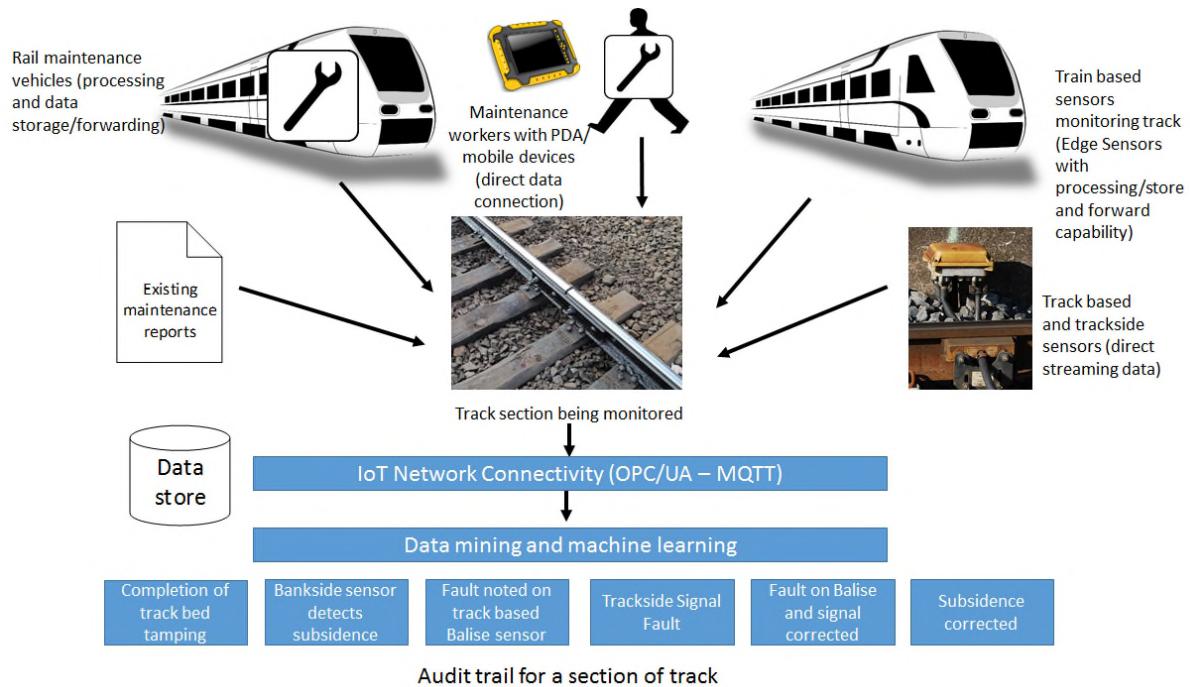 Rail maintenance
vehicles (processing
and data
storage/forwarding)
Maintenance
workers with PDA/
mobile devices
(direct data
connection)
Train based
sensors
monitoring track
(Edge Sensors
with
processing/store
and forward
capability)
Existing
maintenance
reports
Track based
and trackside
sensors (direct
streaming data)
Track section being monitored
Data
store
IoT Network Connectivity (OPC/UA – MQTT)
Data mining and machine learning
Completion of
track bed
tamping
Bankside sensor
detects
subsidence
Fault noted on
track based
Balise sensor
Trackside Signal
Fault
Fault on Balise
and signal
corrected
Subsidence
corrected
Audit trail for a section of track